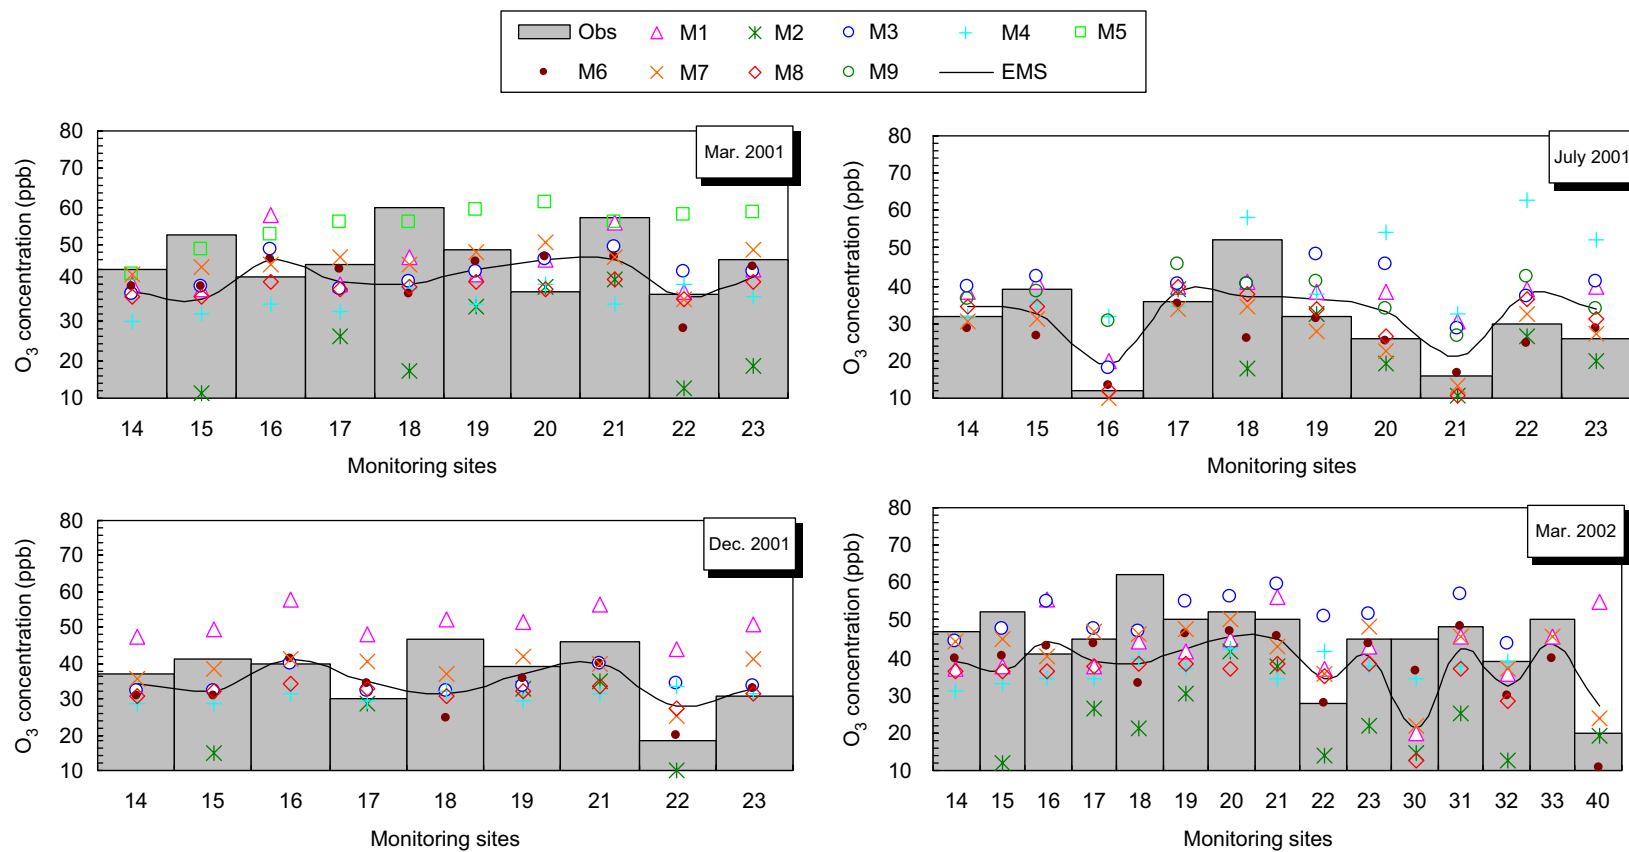 Obs M1 M2 M3 M4 M5
M6 M7 M8 M9 EMS
80
70
60
50
40
30
20
10
O3 concentration (ppb)
Mar. 2001
14 15 16 17 18 19 20 21 22 23
Monitoring sites
80
70
60
50
40
30
20
10
O3 concentration (ppb)
July 2001
14 15 16 17 18 19 20 21 22 23
Monitoring sites
80
70
60
50
40
30
20
10
O3 concentration (ppb)
Dec. 2001
14 15 16 17 18 19 21 22 23
Monitoring sites
80
70
60
50
40
30
20
10
O3 concentration (ppb)
Mar. 2002
14 15 16 17 18 19 20 21 22 23 30 31 32 33 40
Monitoring sites